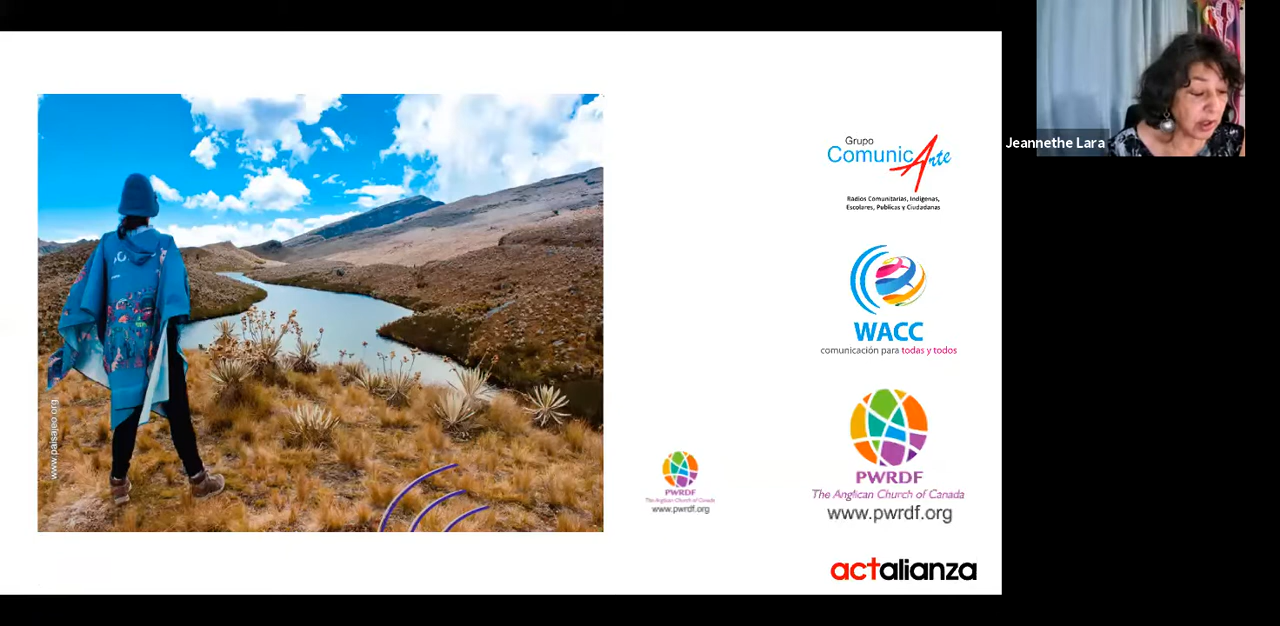 Jeannethe Lara
Grupo
ComunicArte
Radios Comunitarias, Indígenas,
Escolares, Publicas y Ciudadanas
WACC
comunicación para todas y todos
PWRDF
The Anglican Church of Canada
www.pwrdf.org
PWRDF
The Anglican Church of Canada
www.pwrdf.org
actalianza
www.paisajeo.org